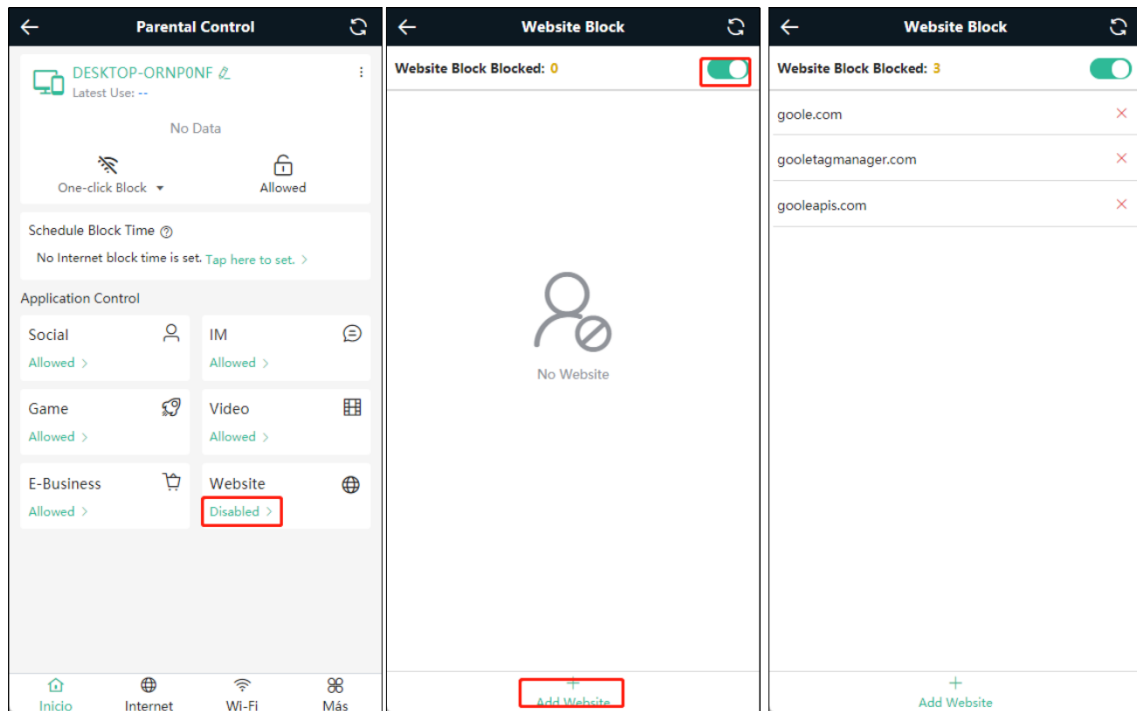 Parental Control
DESKTOP-ORNP0NF
Latest Use: --
No Data
One-click Block
Allowed
Schedule Block Time
No Internet block time is set. Tap here to set. >
Application Control
Social
Allowed >
IM
Allowed >
Game
Allowed >
Video
Allowed >
E-Business
Allowed >
Website
Disabled >
Inicio
Internet
Wi-Fi
Más
Website Block
Website Block Blocked: 0
No Website
Add Website
Website Block
Website Block Blocked: 3
goole.com
gooletagmanager.com
gooleapis.com
Add Website